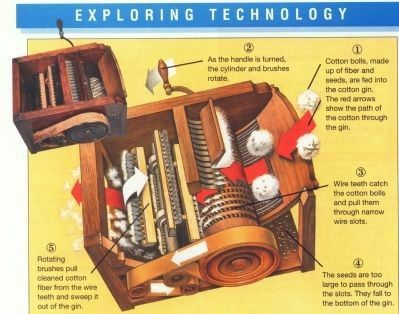 EXPLORING TECHNOLOGY
①
Cotton bolls, made
up of fiber and
seeds, are fed into
the cotton gin.
The red arrows
show the path of
the cotton through
the gin.
②
As the handle is turned,
the cylinder and brushes
rotate.
③
Wire teeth catch
the cotton bolls
and pull them
through narrow
wire slots.
④
The seeds are too
large to pass through
the slots. They fall to
the bottom of the gin.
⑤
Rotating
brushes pull
cleaned cotton
fiber from the wire
teeth and sweep it
out of the gin.